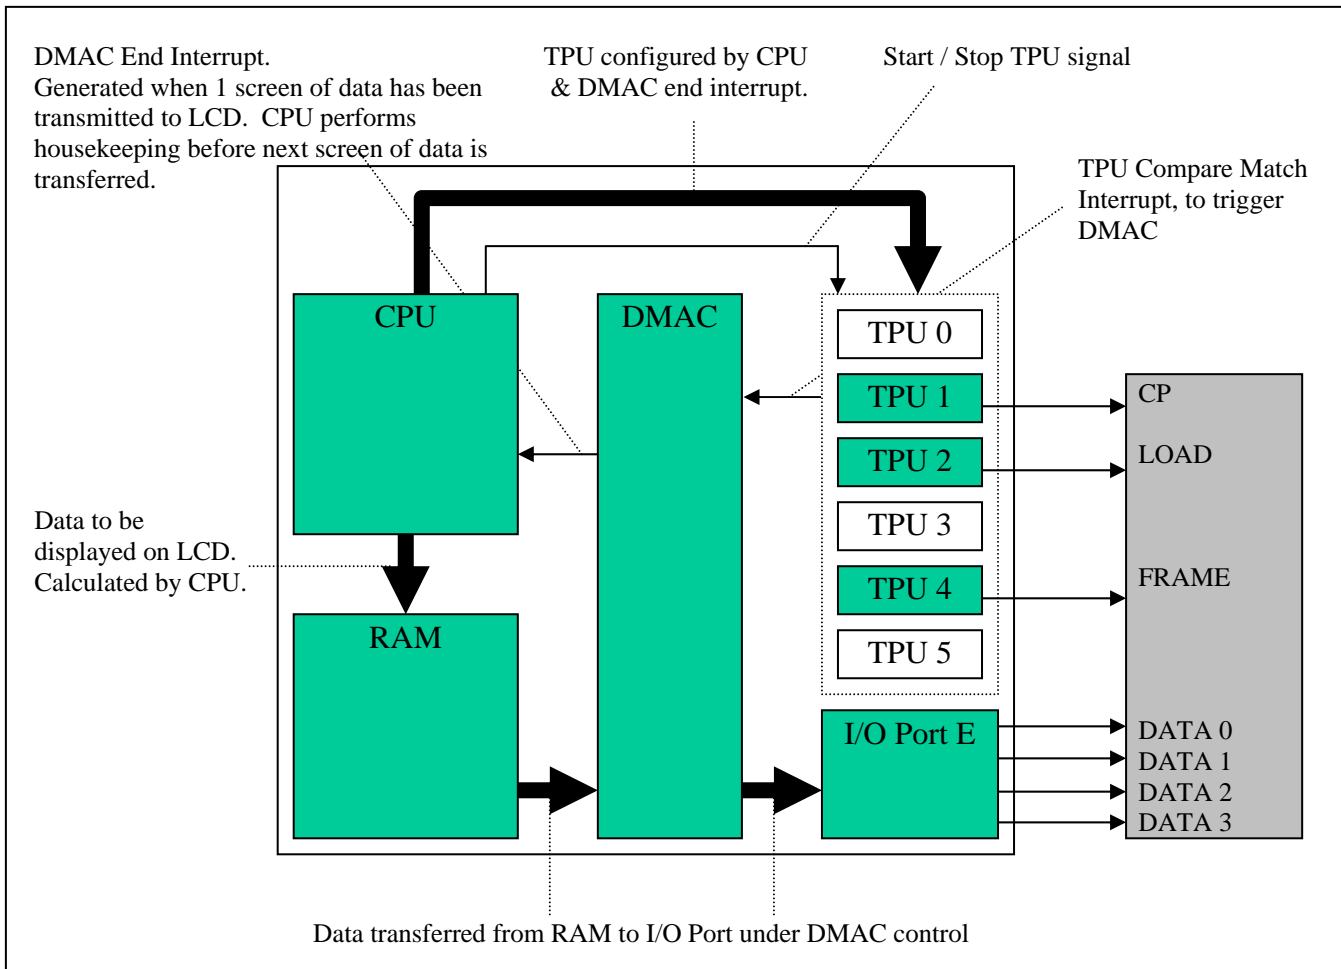 DMAC End Interrupt.
Generated when 1 screen of data has been
transmitted to LCD.  CPU performs
housekeeping before next screen of data is
transferred.
TPU configured by CPU
& DMAC end interrupt.
Start / Stop TPU signal
TPU Compare Match
Interrupt, to trigger
DMAC
CPU
DMAC
TPU 0
TPU 1
TPU 2
TPU 3
TPU 4
TPU 5
CP
LOAD
FRAME
Data to be
displayed on LCD.
Calculated by CPU.
RAM
I/O Port E
DATA 0
DATA 1
DATA 2
DATA 3
Data transferred from RAM to I/O Port under DMAC control